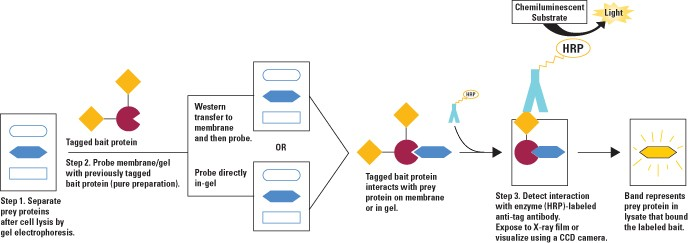 Chemiluminescent
Substrate
Light
HRP
Tagged bait protein
Step 2. Probe membrane/gel
with previously tagged
bait protein (pure preparation).
Western
transfer to
membrane
and then probe.
OR
Probe directly
in-gel
HRP
Step 1. Separate
prey proteins
after cell lysis by
gel electophoresis.
Tagged bait protein
interacts with prey
protein on membrane
or in gel.
Step 3. Detect interaction
with enzyme (HRP)-labeled
anti-tag antibody.
Expose to X-ray film or
visualize using a CCD camera.
Band represents
prey protein in
lysate that bound
the labeled bait.